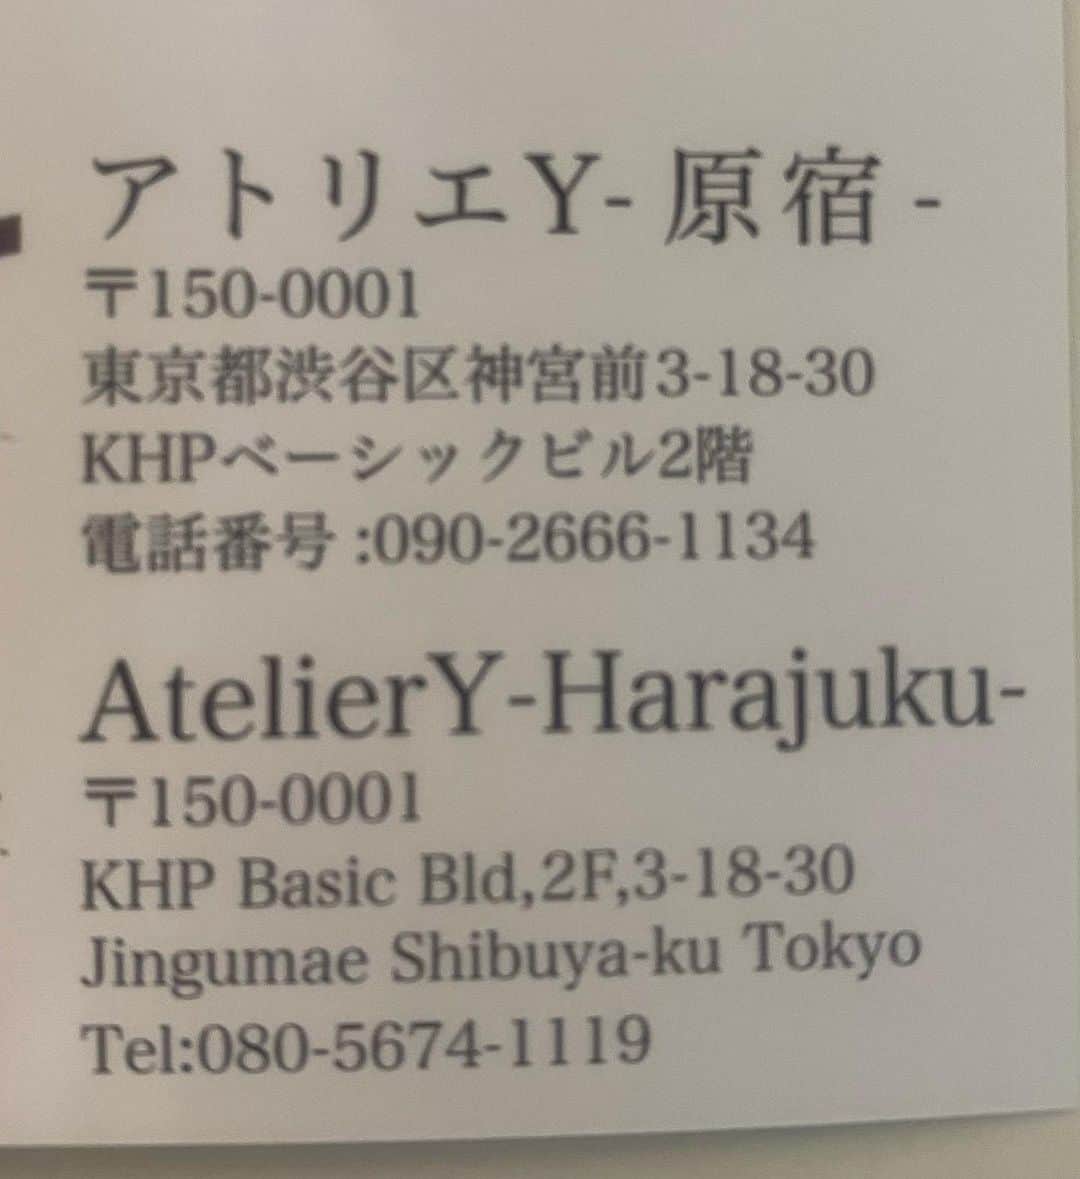 アトリエY-原宿-
〒150-0001
東京都渋谷区神宮前3-18-30
KHPベーシックビル2階
電話番号:090-2666-1134
AtelierY-Harajuku-
〒150-0001
KHP Basic Bld,2F,3-18-30
Jingumae Shibuya-ku Tokyo
Tel:080-5674-1119